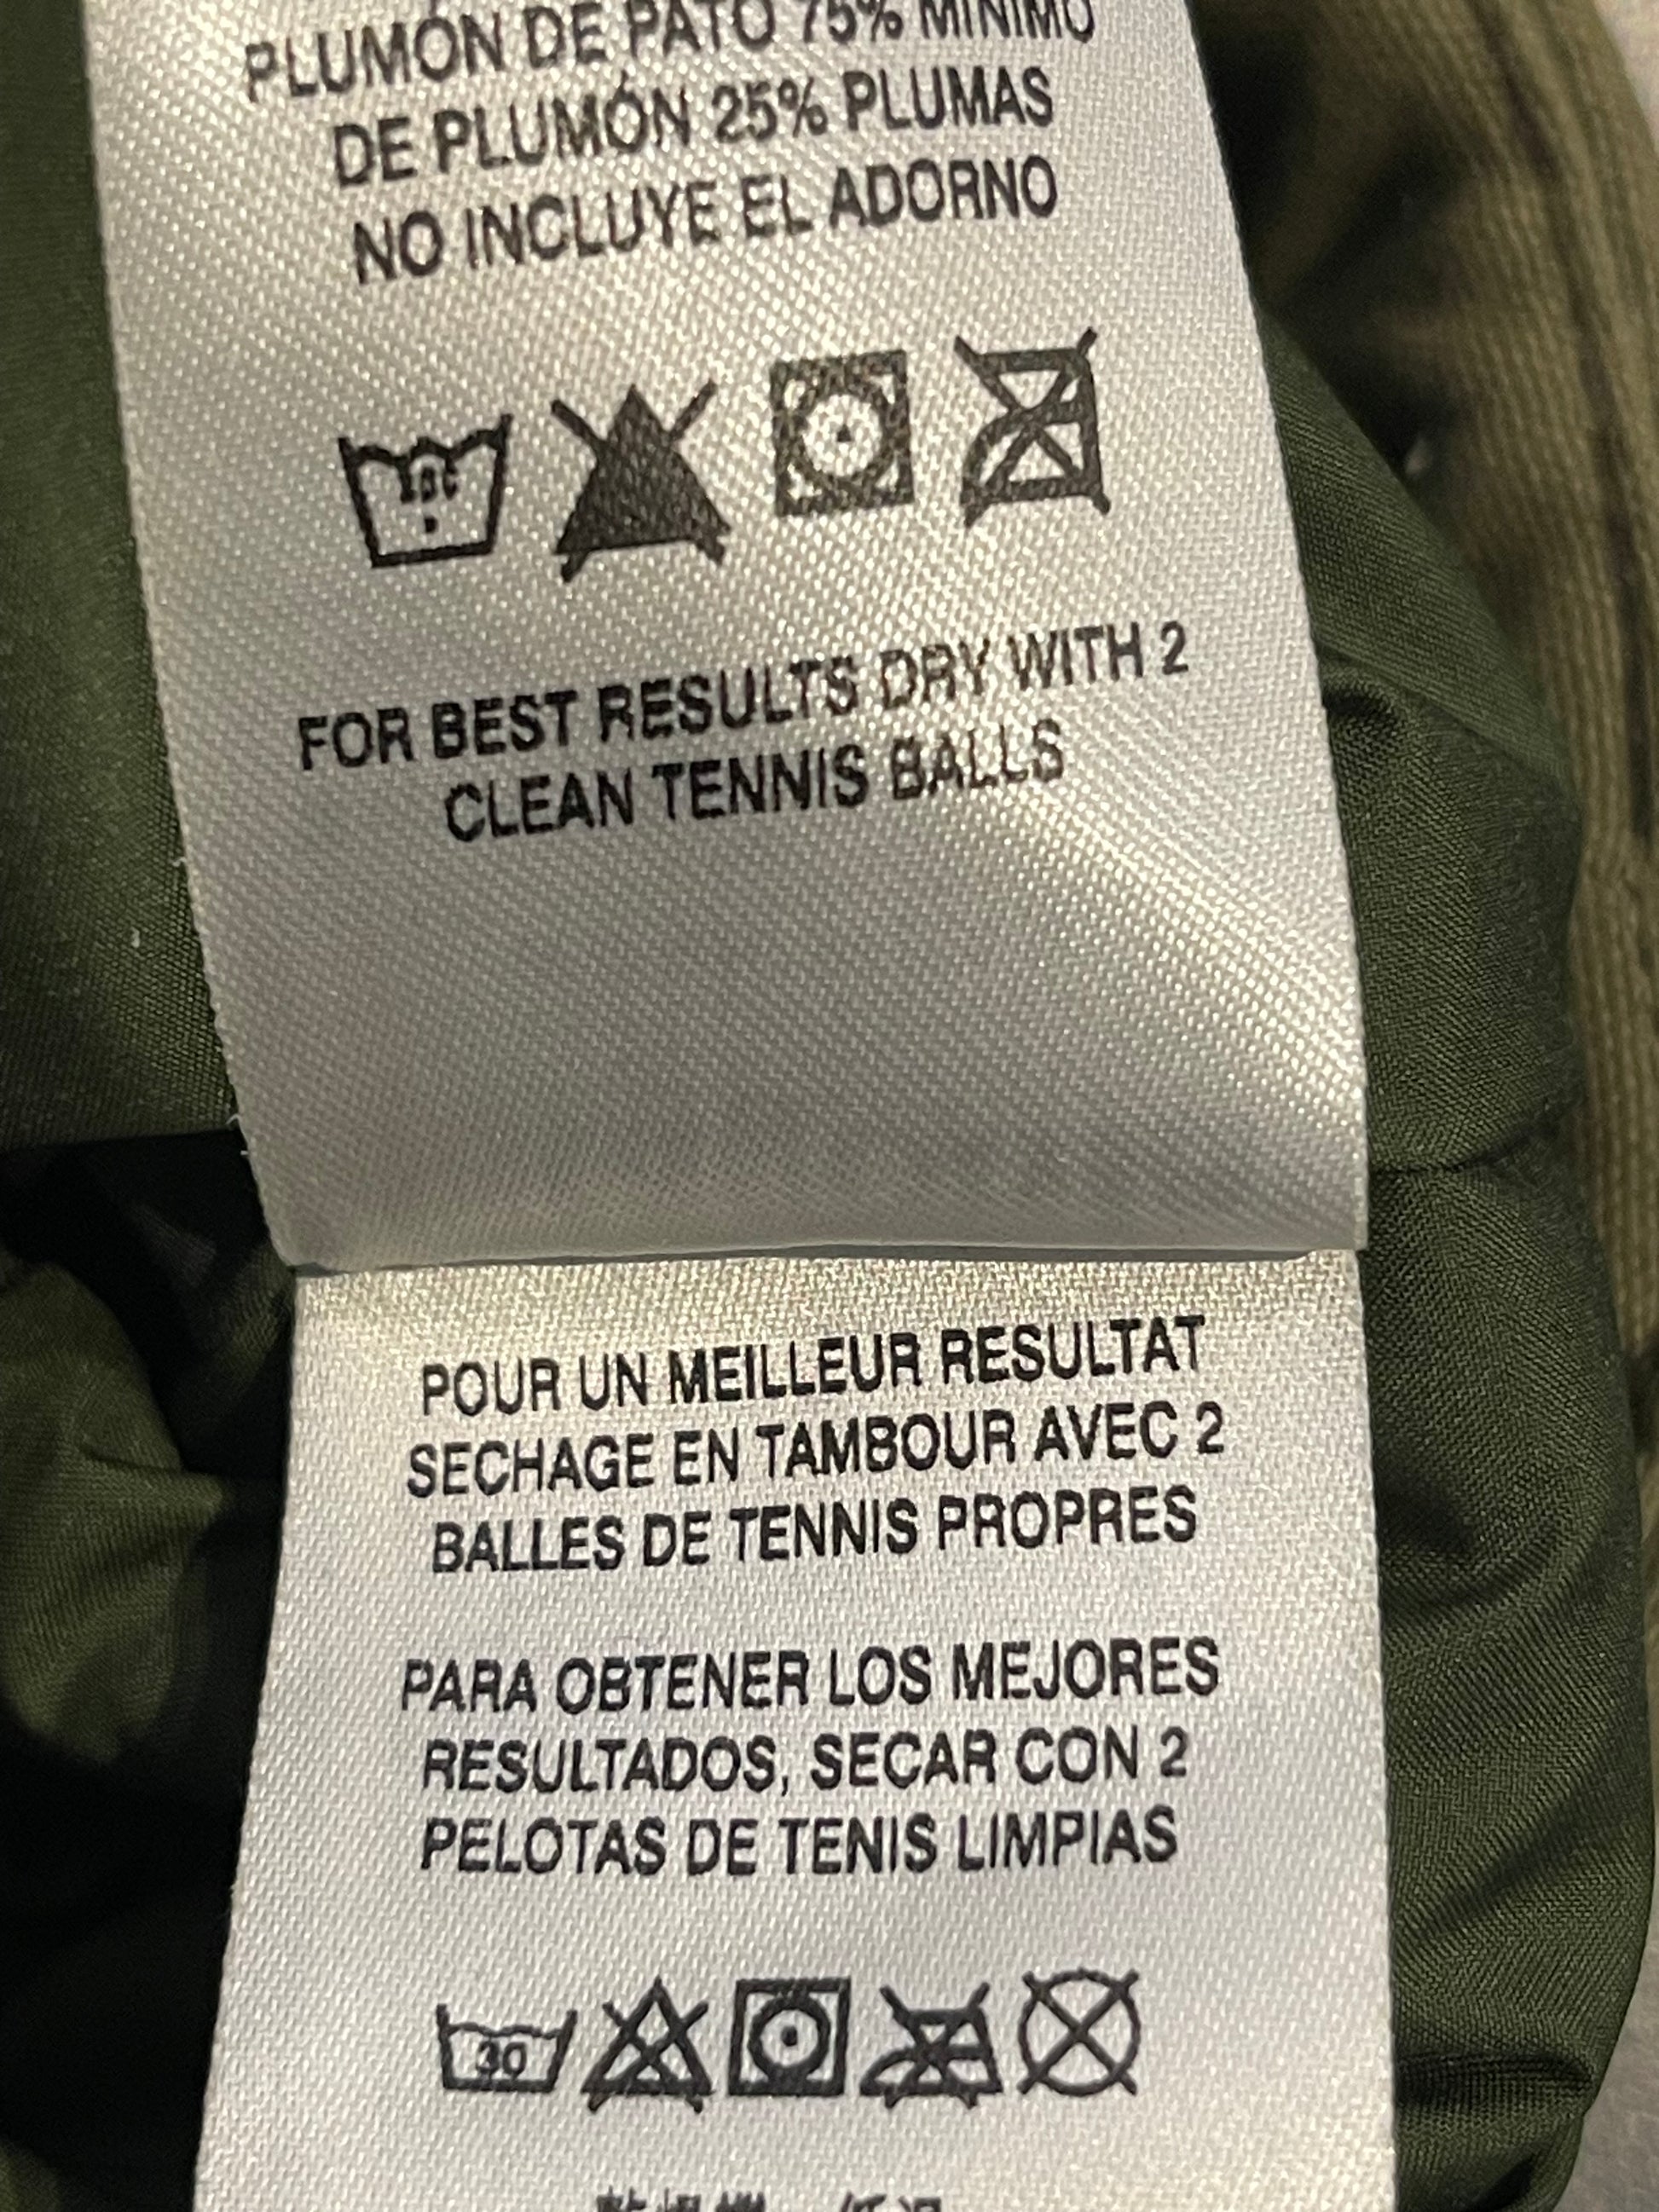 PLUMÓN DE PATO 75% MÍNIMO
DE PLUMÓN 25% PLUMAS
NO INCLUYE EL ADORNO
FOR BEST RESULTS DRY WITH 2
CLEAN TENNIS BALLS
POUR UN MEILLEUR RESULTAT
SECHAGE EN TAMBOUR AVEC 2
BALLES DE TENNIS PROPRES
PARA OBTENER LOS MEJORES
RESULTADOS, SECAR CON 2
PELOTAS DE TENIS LIMPIAS
30